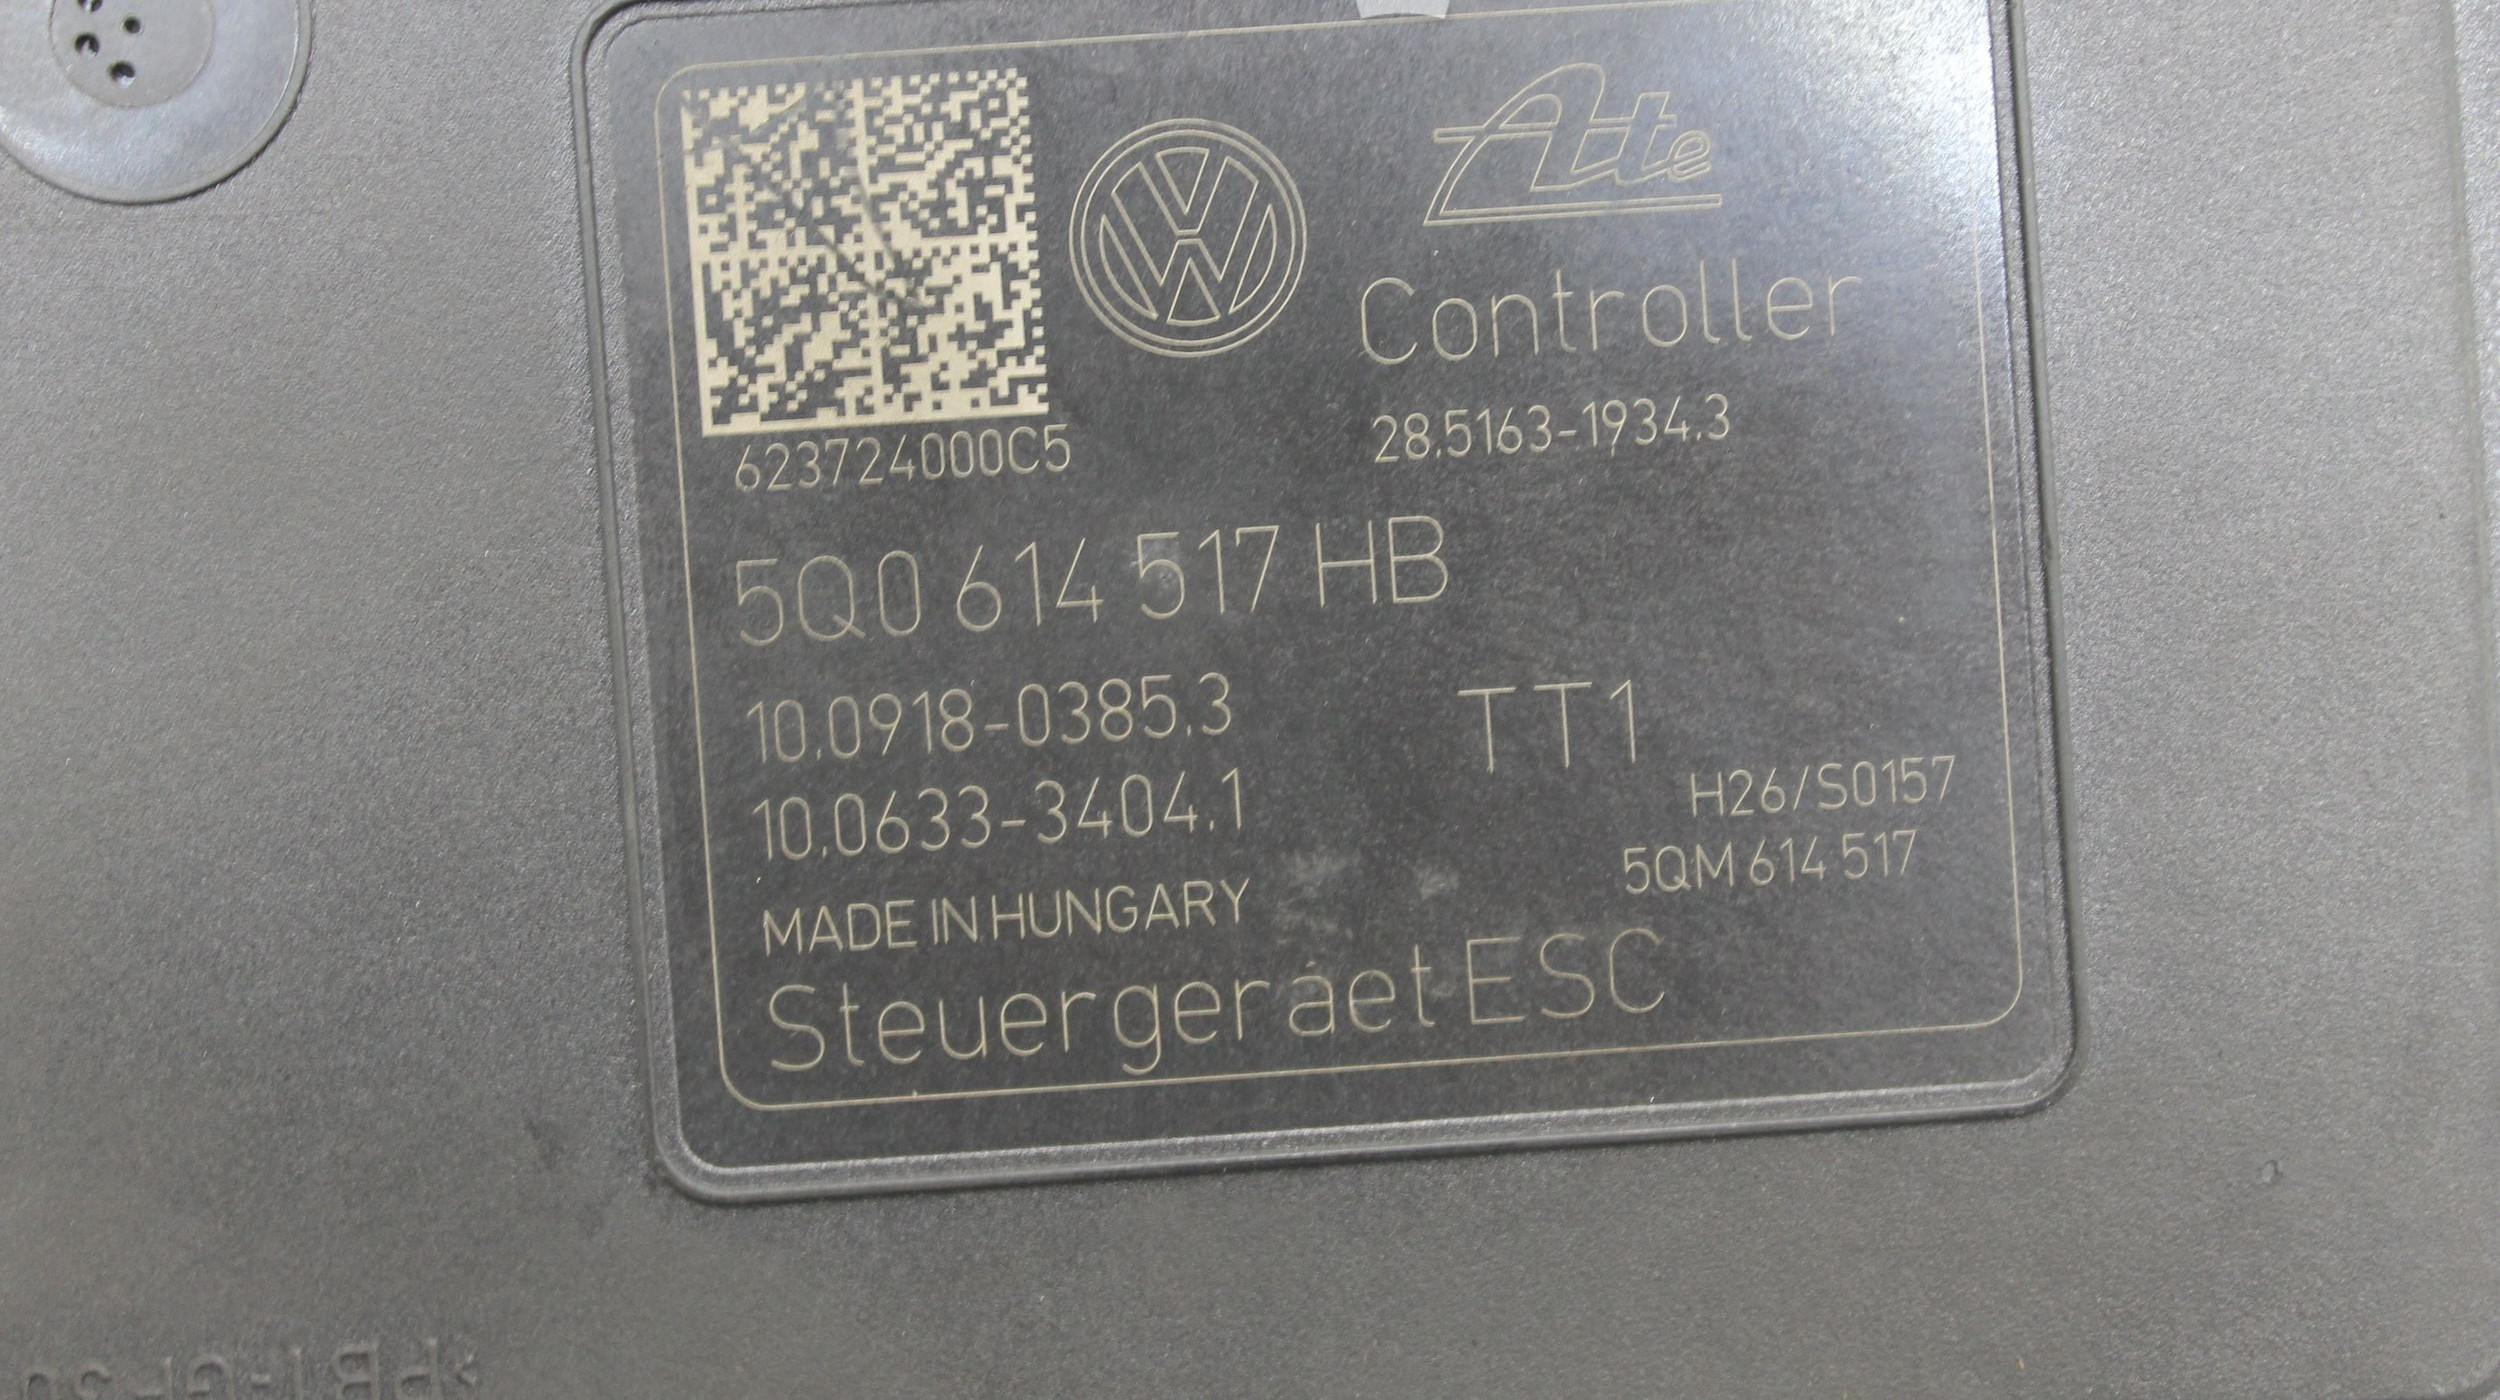 Ate
Controller
623724000C5
28.5163-1934.3
5Q0 614 517 HB
10.0918-0385.3
TT1
10.0633-3404.1
H26/S0157
5QM 614 517
MADE IN HUNGARY
Steuergeraet ESC